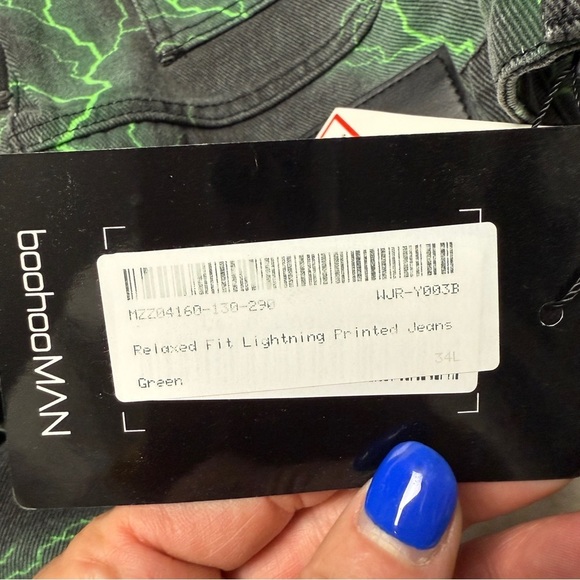 boohooMAN
MZZ04160-130-290
WJR-Y003B
Relaxed Fit Lightning Printed Jeans
34L
Green